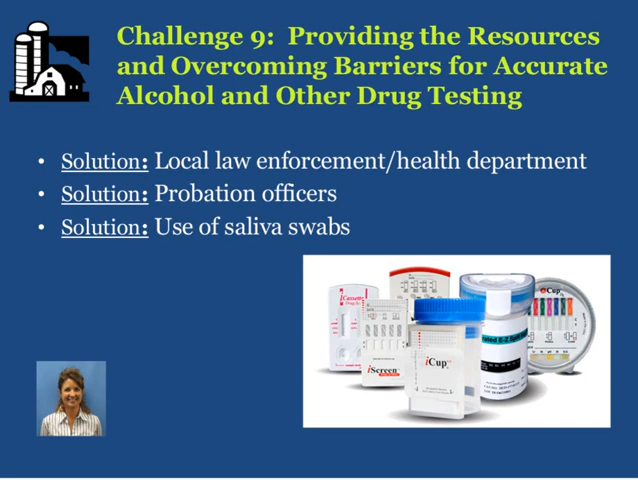 Challenge 9:  Providing the Resources
and Overcoming Barriers for Accurate
Alcohol and Other Drug Testing
• Solution: Local law enforcement/health department
• Solution: Probation officers
• Solution: Use of saliva swabs
iCassette
iScreen
iCup
eCup